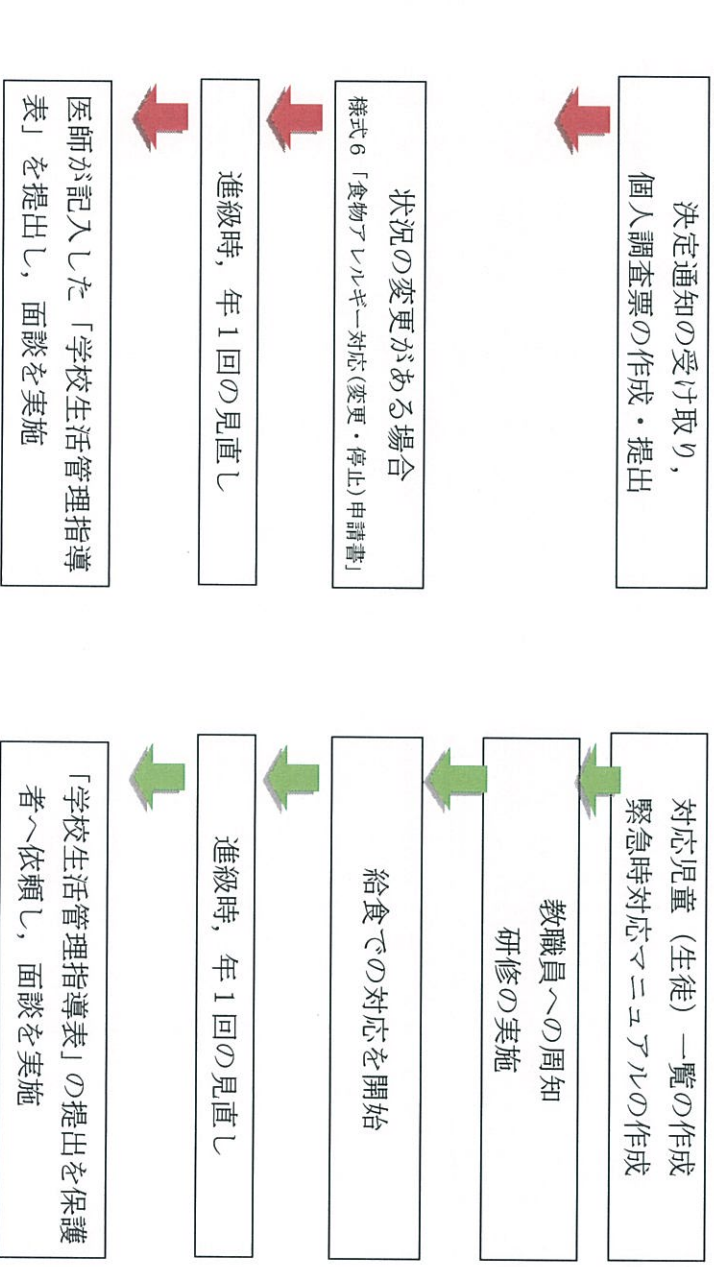 決定通知の受け取り，
個人調査票の作成・提出
状況の変更がある場合
様式6「食物アレルギー対応(変更・停止)申請書」
進級時，年1回の見直し
医師が記入した「学校生活管理指導
表」を提出し，面談を実施
対応児童（生徒）一覧の作成
緊急時対応マニュアルの作成
教職員への周知
研修の実施
給食での対応を開始
進級時，年1回の見直し
「学校生活管理指導表」の提出を保護
者へ依頼し，面談を実施